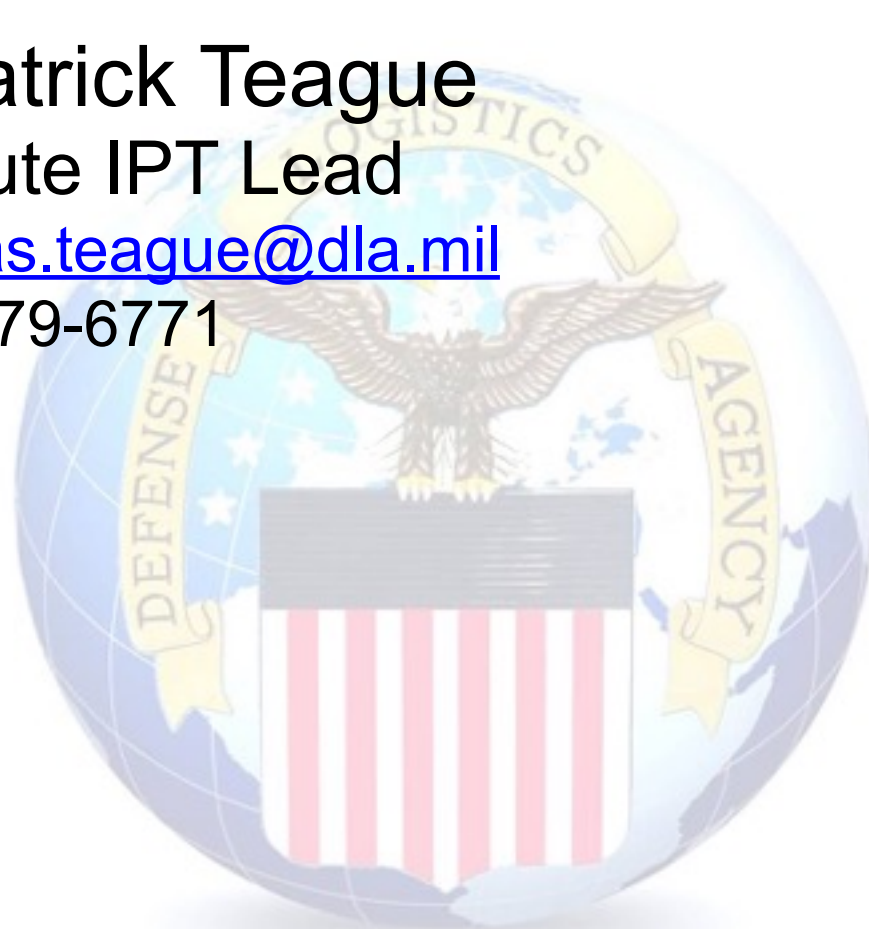 atrick Teague
ute IPT Lead
as.teague@dla.mil
79-6771
DEFENSE LOGISTICS AGENCY